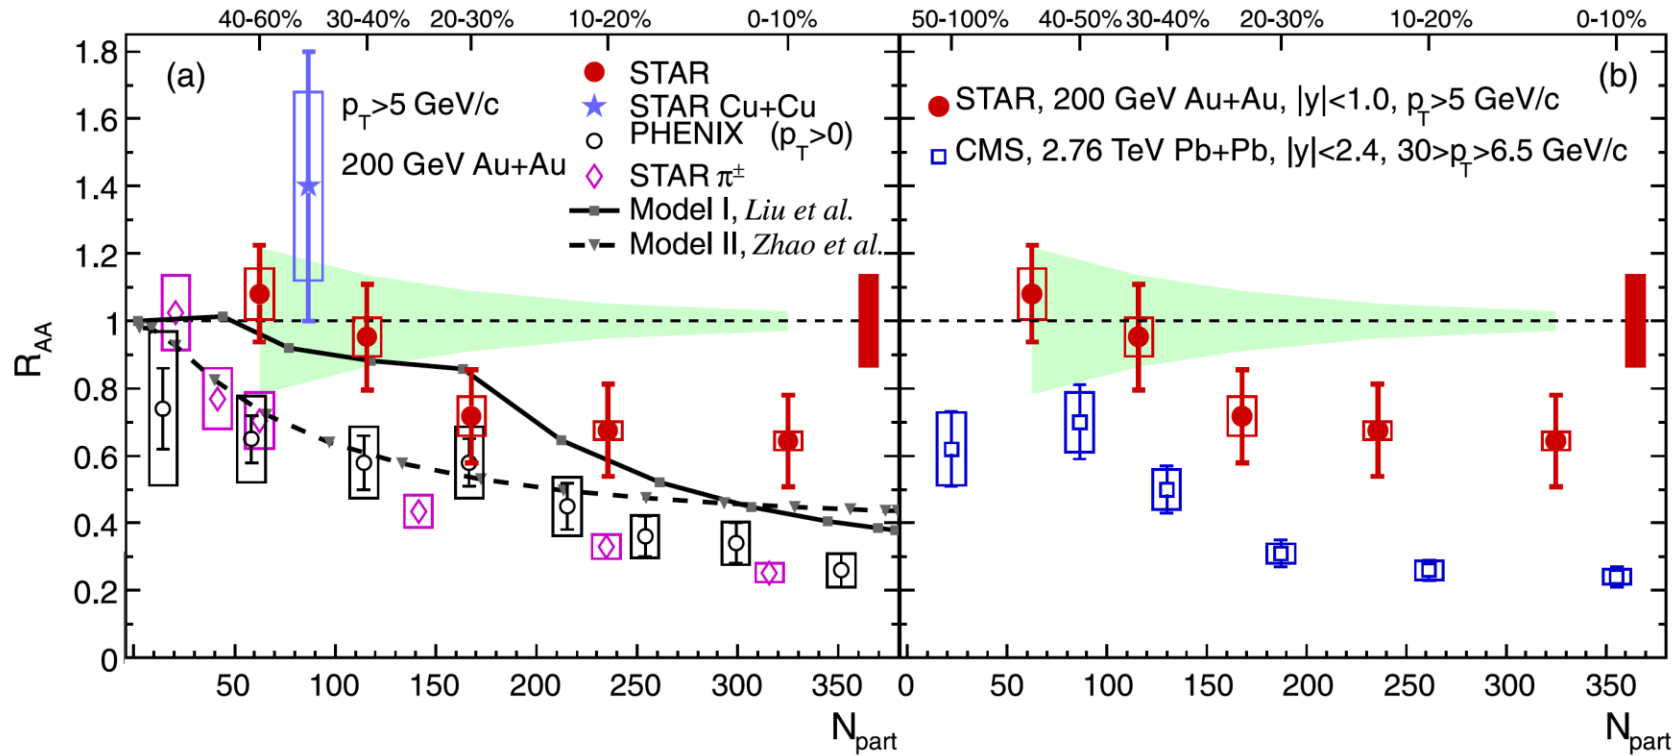 40-60% 30-40% 20-30% 10-20% 0-10% 50-100% 40-50% 30-40% 20-30% 10-20% 0-10%
(a)
p_T>5 GeV/c
200 GeV Au+Au
STAR
STAR Cu+Cu
PHENIX (p_T>0)
STAR π±
Model I, Liu et al.
Model II, Zhao et al.
(b)
STAR, 200 GeV Au+Au, |y|<1.0, p_T>5 GeV/c
CMS, 2.76 TeV Pb+Pb, |y|<2.4, 30>p_T>6.5 GeV/c
R_AA
1.8
1.6
1.4
1.2
1
0.8
0.6
0.4
0.2
0
50 100 150 200 250 300 350 0 50 100 150 200 250 300 350
N_part N_part